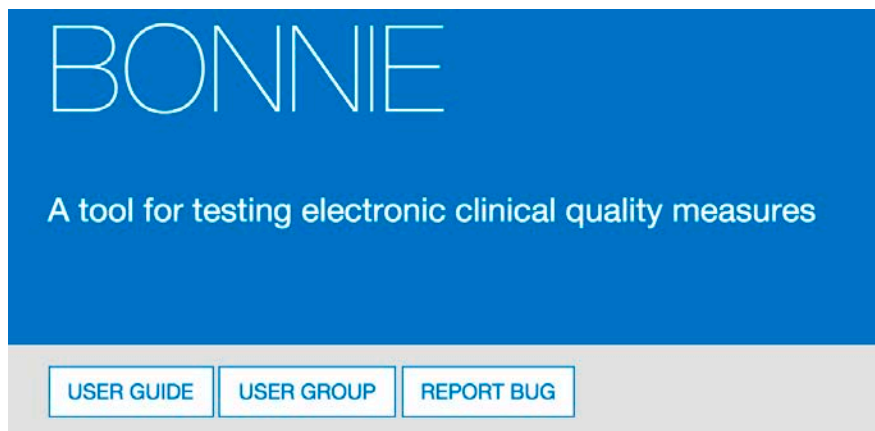 BONNIE
A tool for testing electronic clinical quality measures
USER GUIDE USER GROUP REPORT BUG